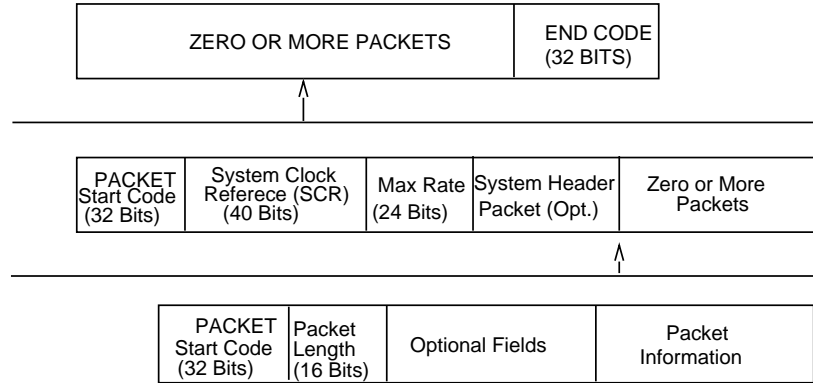 ZERO OR MORE PACKETS
END CODE
(32 BITS)
PACKET
Start Code
(32 Bits)
System Clock
Referece (SCR)
(40 Bits)
Max Rate
(24 Bits)
System Header
Packet (Opt.)
Zero or More
Packets
PACKET
Start Code
(32 Bits)
Packet
Length
(16 Bits)
Optional Fields
Packet
Information